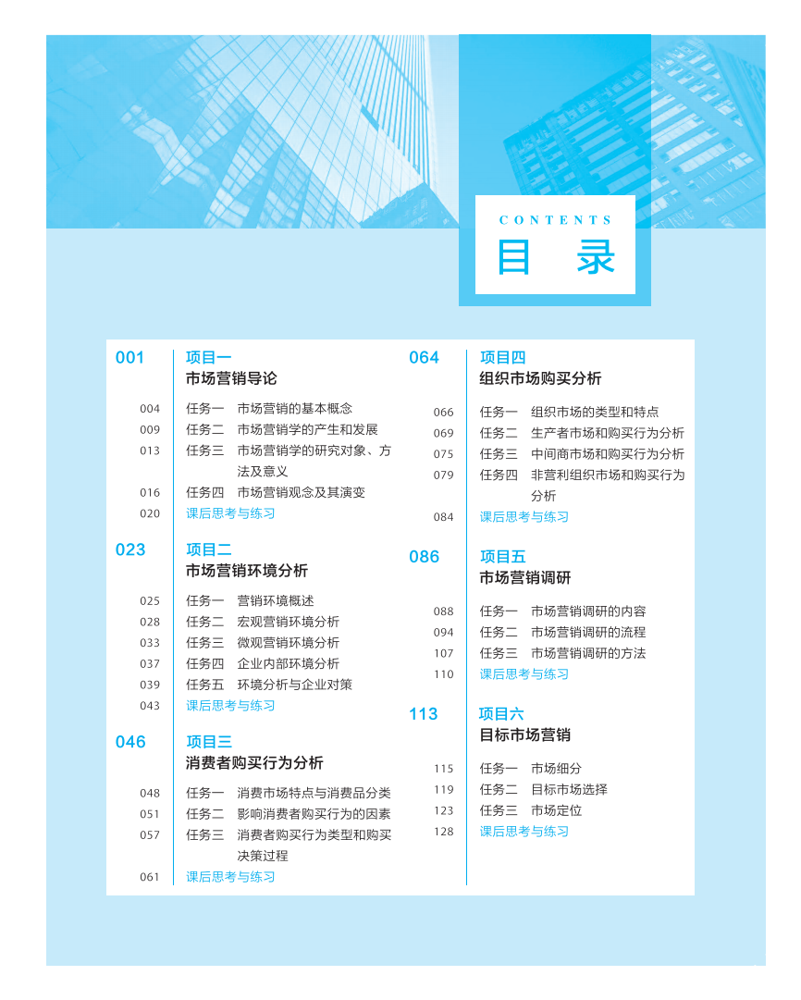 CONTENTS
目 录
001 项目一
市场营销导论
004 任务一 市场营销的基本概念
009 任务二 市场营销学的产生和发展
013 任务三 市场营销学的研究对象、方
法及意义
016 任务四 市场营销观念及其演变
020 课后思考与练习
023 项目二
市场营销环境分析
025 任务一 营销环境概述
028 任务二 宏观营销环境分析
033 任务三 微观营销环境分析
037 任务四 企业内部环境分析
039 任务五 环境分析与企业对策
043 课后思考与练习
046 项目三
消费者购买行为分析
048 任务一 消费市场特点与消费品分类
051 任务二 影响消费者购买行为的因素
057 任务三 消费者购买行为类型和购买
决策过程
061 课后思考与练习
064 项目四
组织市场购买分析
066 任务一 组织市场的类型和特点
069 任务二 生产者市场和购买行为分析
075 任务三 中间商市场和购买行为分析
079 任务四 非营利组织市场和购买行为
分析
084 课后思考与练习
086 项目五
市场营销调研
088 任务一 市场营销调研的内容
094 任务二 市场营销调研的流程
107 任务三 市场营销调研的方法
110 课后思考与练习
113 项目六
目标市场营销
115 任务一 市场细分
119 任务二 目标市场选择
123 任务三 市场定位
128 课后思考与练习